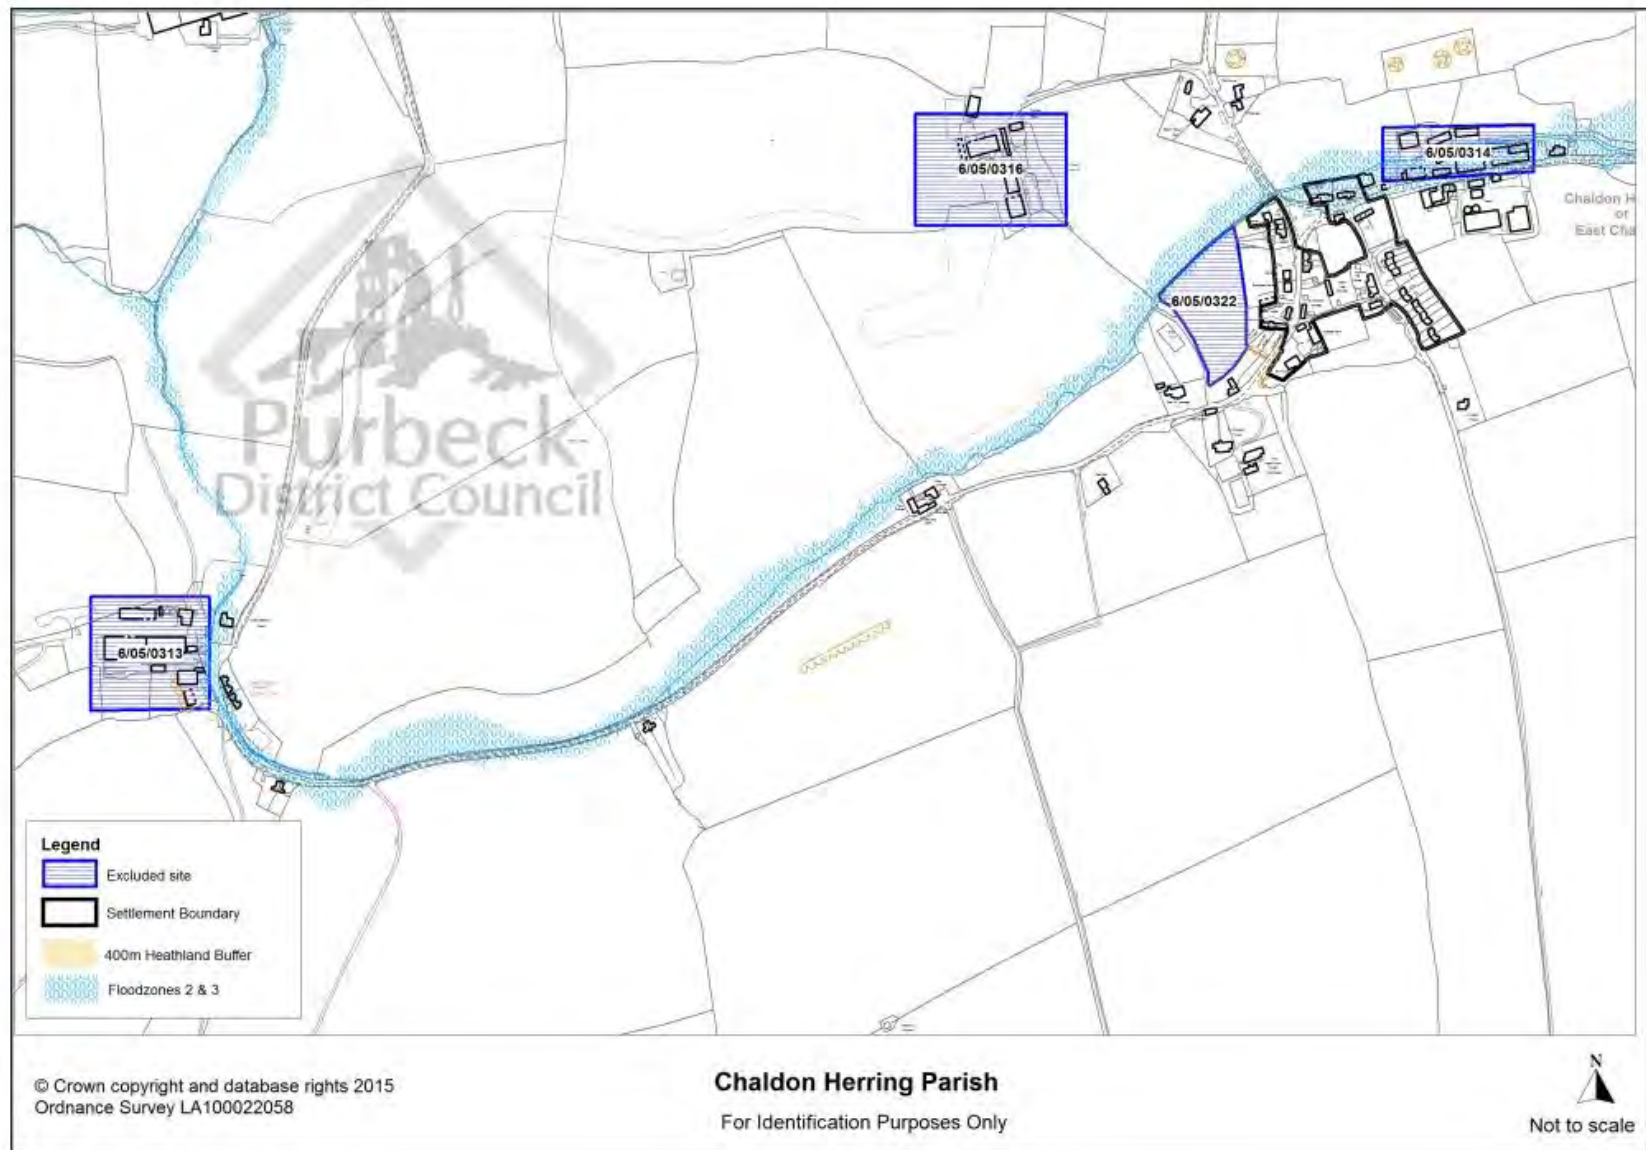 6/05/0316
6/05/0314
Chaldon H
or
East Cha
6/05/0322
Purbeck
District Council
6/05/0313
Legend
Excluded site
Settlement Boundary
400m Heathland Buffer
Floodzones 2 & 3
© Crown copyright and database rights 2015
Ordnance Survey LA100022058
Chaldon Herring Parish
For Identification Purposes Only
N
Not to scale